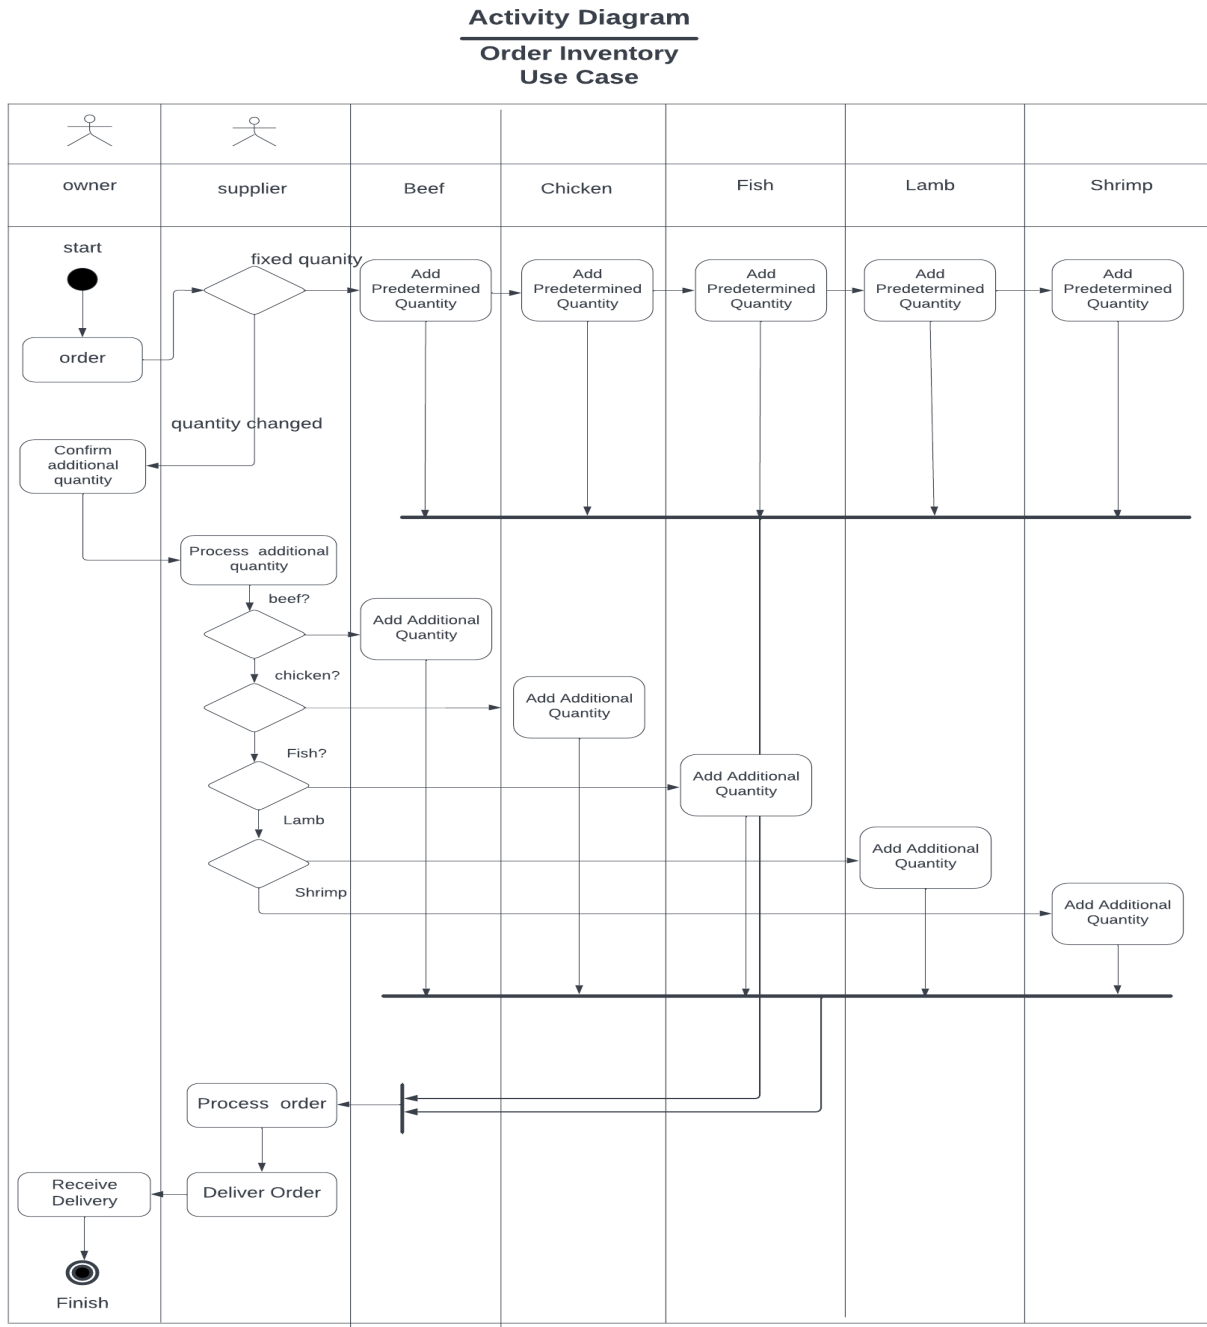 Activity Diagram
Order Inventory
Use Case
owner
supplier
Beef
Chicken
Fish
Lamb
Shrimp
start
fixed quanity
Add
Predetermined
Quantity
Add
Predetermined
Quantity
Add
Predetermined
Quantity
Add
Predetermined
Quantity
Add
Predetermined
Quantity
order
quantity changed
Confirm
additional
quantity
Process additional
quantity
beef?
Add Additional
Quantity
chicken?
Add Additional
Quantity
Fish?
Add Additional
Quantity
Lamb
Add Additional
Quantity
Shrimp
Add Additional
Quantity
Process order
Deliver Order
Receive
Delivery
Finish